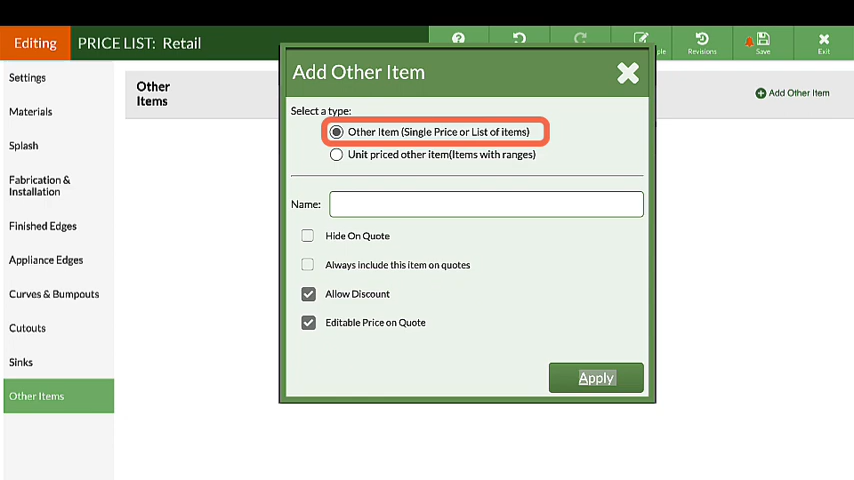 Editing
PRICE LIST: Retail
ple
Revisions
Save
Exit
Settings
Materials
Splash
Fabrication &
Installation
Finished Edges
Appliance Edges
Curves & Bumpouts
Cutouts
Sinks
Other Items
Other
Items
Add Other Item
Add Other Item
Select a type:
Other Item (Single Price or List of items)
Unit priced other item(Items with ranges)
Name:
Hide On Quote
Always include this item on quotes
Allow Discount
Editable Price on Quote
Apply